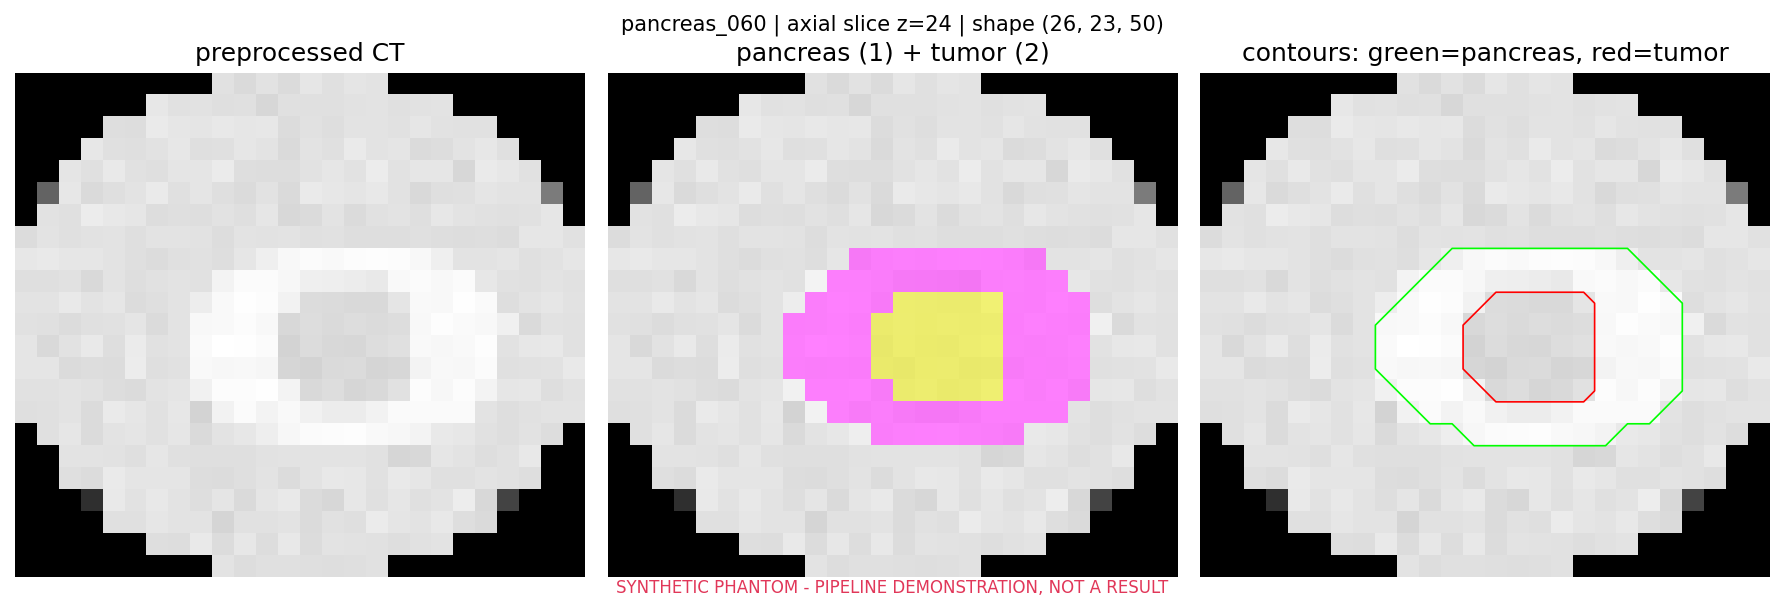 pancreas_060 | axial slice z=24 | shape (26, 23, 50)
preprocessed CT
pancreas (1) + tumor (2)
contours: green=pancreas, red=tumor
SYNTHETIC PHANTOM - PIPELINE DEMONSTRATION, NOT A RESULT